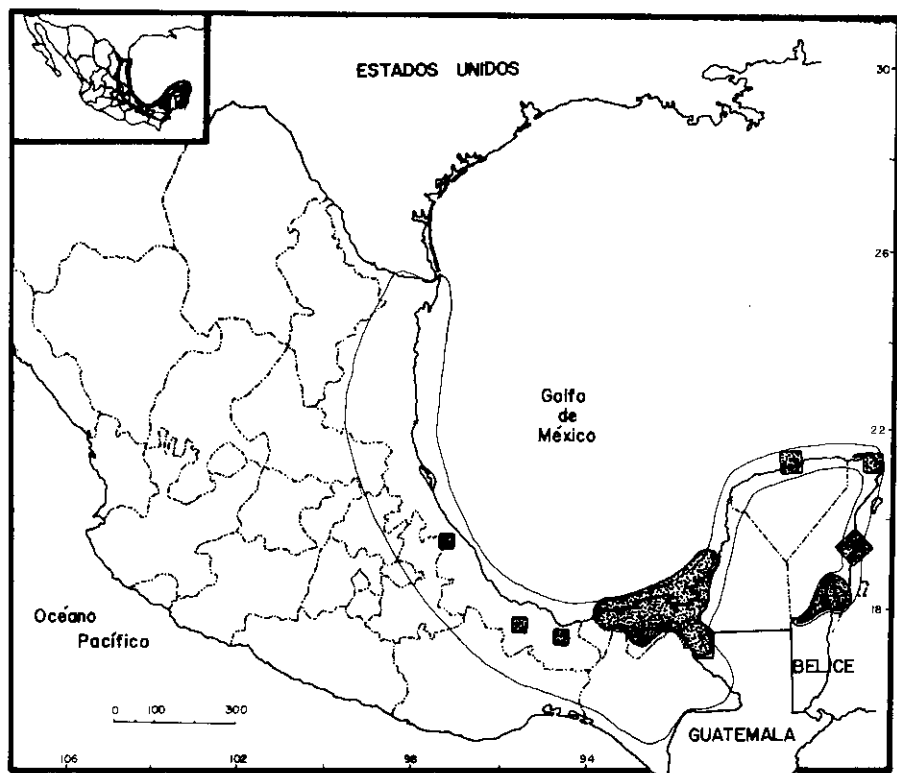 ESTADOS UNIDOS
30
26
Golfo
de
México
22
Océano
Pacífico
18
BELICE
0 100 300
GUATEMALA
106
102
98
94